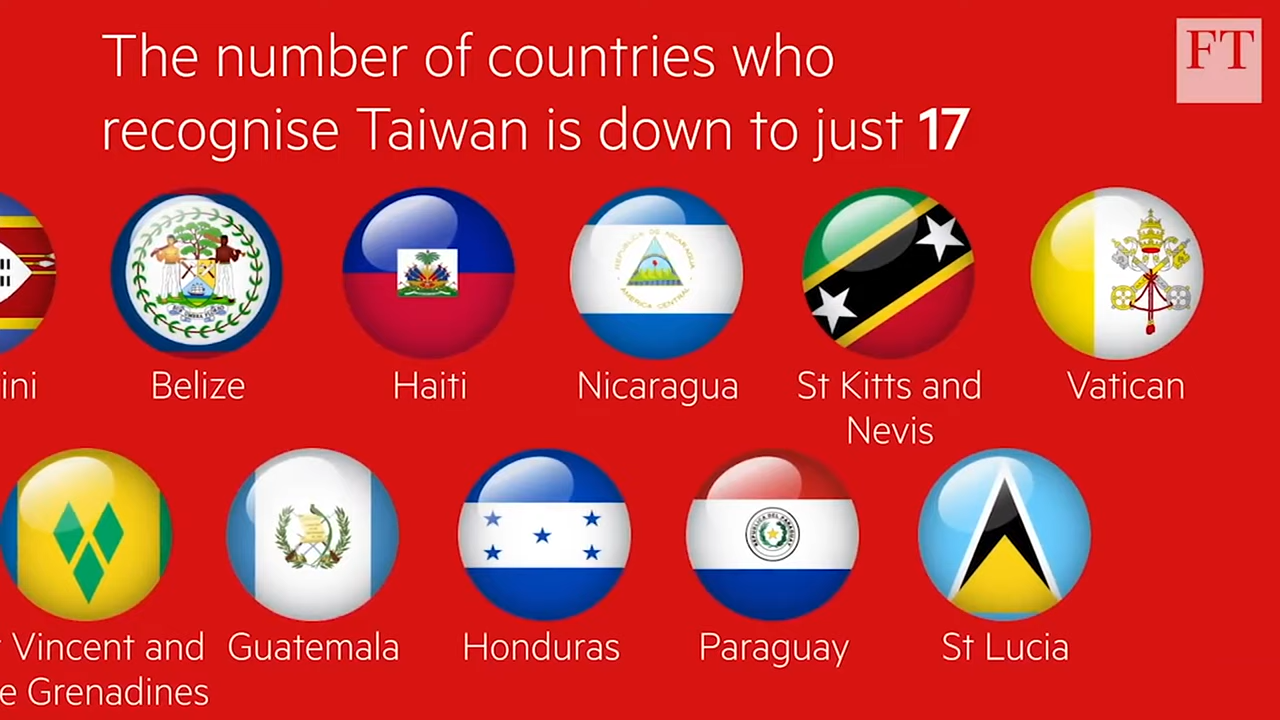 The number of countries who
recognise Taiwan is down to just 17
FT
ini
Belize
Haiti
Nicaragua
St Kitts and
Nevis
Vatican
Vincent and
e Grenadines
Guatemala
Honduras
Paraguay
St Lucia